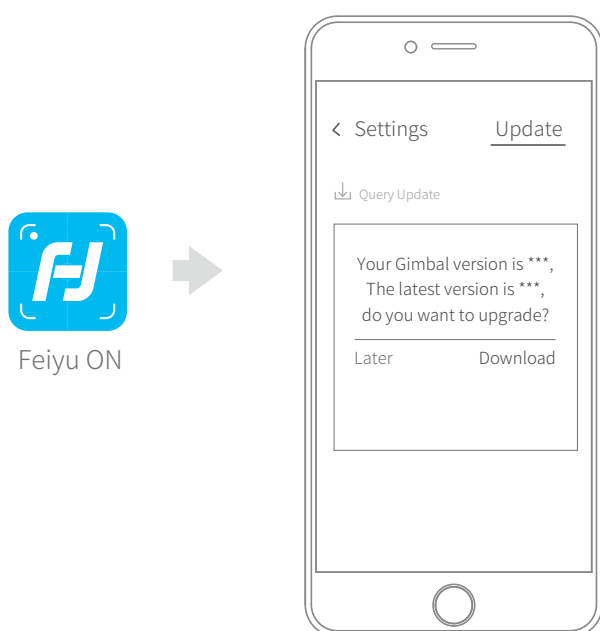 Feiyu ON
Settings Update
Query Update
Your Gimbal version is ***,
The latest version is ***,
do you want to upgrade?
Later Download